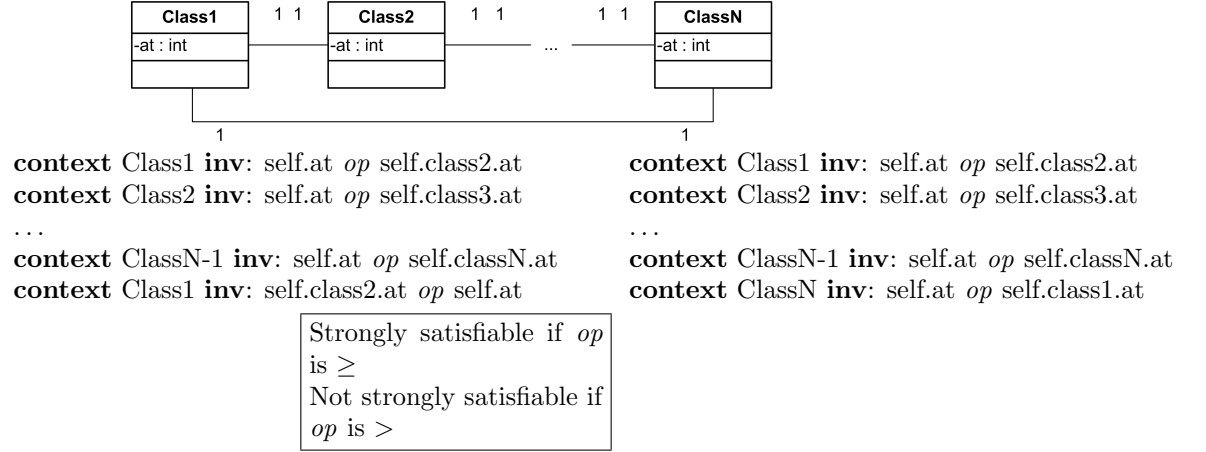 Class1 1 1 Class2 1 1 1 1 ClassN
-at : int -at : int ... -at : int
1 1
context Class1 inv: self.at op self.class2.at
context Class2 inv: self.at op self.class3.at
...
context ClassN-1 inv: self.at op self.classN.at
context Class1 inv: self.class2.at op self.at
context Class1 inv: self.at op self.class2.at
context Class2 inv: self.at op self.class3.at
...
context ClassN-1 inv: self.at op self.classN.at
context ClassN inv: self.at op self.class1.at
Strongly satisfiable if op
is ≥
Not strongly satisfiable if
op is >